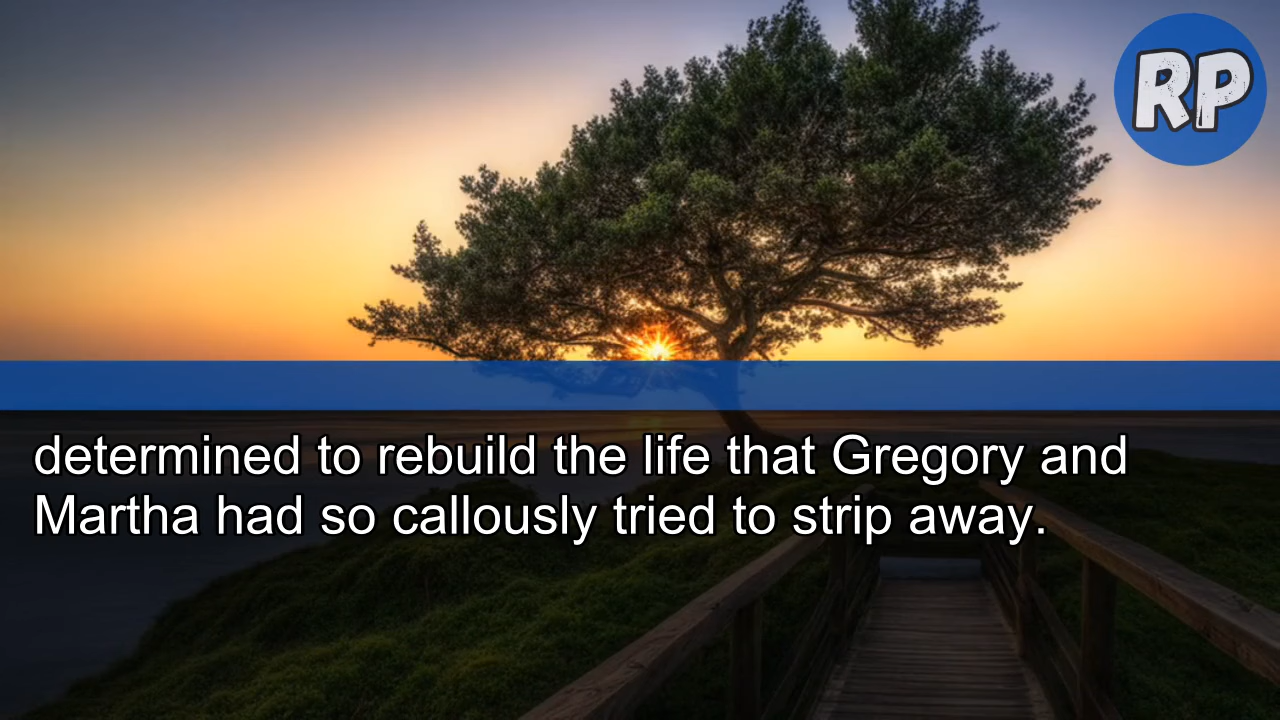 RP
determined to rebuild the life that Gregory and
Martha had so callously tried to strip away.